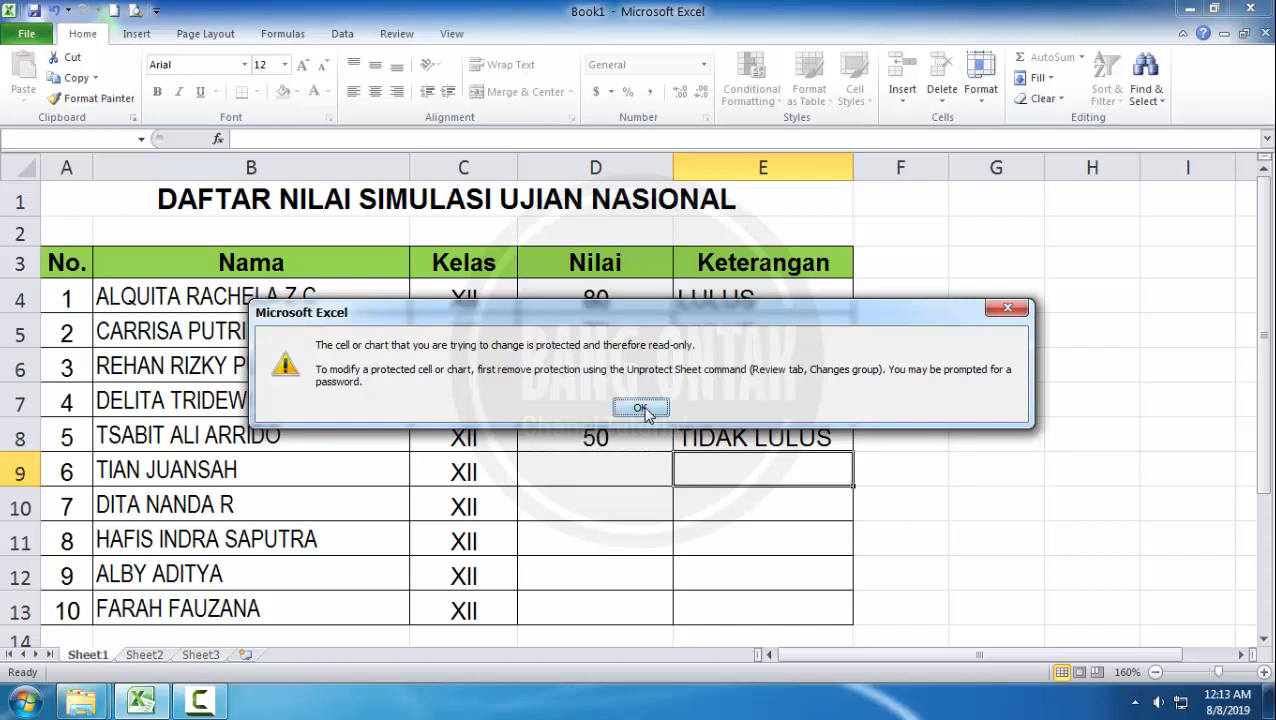 Book1 - Microsoft Excel
File Home Insert Page Layout Formulas Data Review View
Paste
Cut
Copy
Format Painter
Clipboard
Arial 12
Font
Wrap Text
Merge & Center
Alignment
General
Number
Conditional Formatting
Format as Table
Cell Styles
Styles
Insert
Delete
Format
Cells
AutoSum
Fill
Clear
Sort & Filter
Find & Select
Editing
fx
A B C D E F G H I
1 DAFTAR NILAI SIMULASI UJIAN NASIONAL
2
3 No. Nama Kelas Nilai Keterangan
4 1 ALQUITA RACHELA Z C XII 80 LULUS
Microsoft Excel
The cell or chart that you are trying to change is protected and therefore read-only.
To modify a protected cell or chart, first remove protection using the Unprotect Sheet command (Review tab, Changes group). You may be prompted for a
password.
OK
5 2 CARRISA PUTRI
6 3 REHAN RIZKY
7 4 DELITA
8 5 TSABIT ALI ARRIDO XII 50 TIDAK LULUS
9 6 TIAN JUANSAH XII
10 7 DITA NANDA R XII
11 8 HAFIS INDRA SAPUTRA XII
12 9 ALBY ADITYA XII
13 10 FARAH FAUZANA XII
14
BANG ONTAH
Sheet1 Sheet2 Sheet3
Ready 160%
12:13 AM
8/8/2019